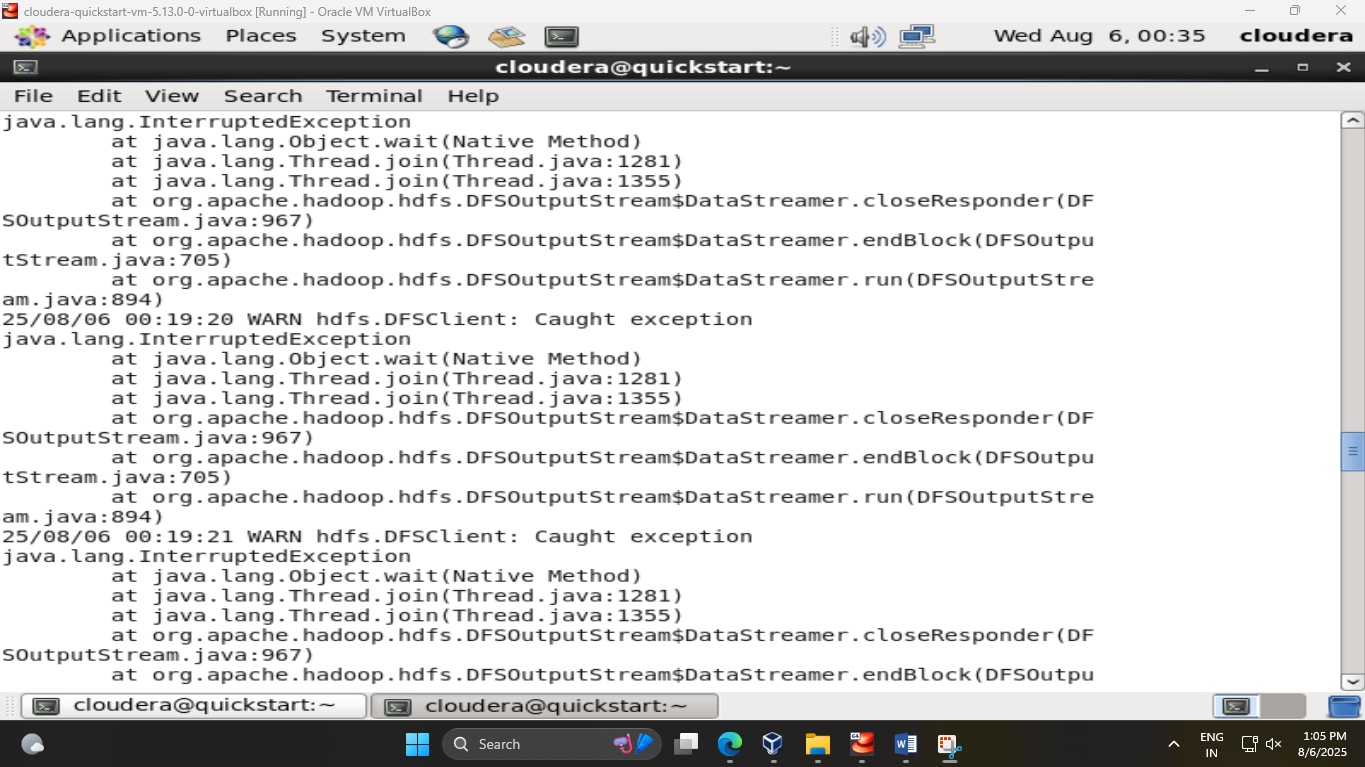 cloudera-quickstart-vm-5.13.0-0-virtualbox [Running] - Oracle VM VirtualBox
Applications Places System Wed Aug 6, 00:35 cloudera
cloudera@quickstart:~
File Edit View Search Terminal Help
java.lang.InterruptedException
at java.lang.Object.wait(Native Method)
at java.lang.Thread.join(Thread.java:1281)
at java.lang.Thread.join(Thread.java:1355)
at org.apache.hadoop.hdfs.DFSOutputStream$DataStreamer.closeResponder(DF
SOutputStream.java:967)
at org.apache.hadoop.hdfs.DFSOutputStream$DataStreamer.endBlock(DFSOutpu
tStream.java:705)
at org.apache.hadoop.hdfs.DFSOutputStream$DataStreamer.run(DFSOutputStre
am.java:894)
25/08/06 00:19:20 WARN hdfs.DFSClient: Caught exception
java.lang.InterruptedException
at java.lang.Object.wait(Native Method)
at java.lang.Thread.join(Thread.java:1281)
at java.lang.Thread.join(Thread.java:1355)
at org.apache.hadoop.hdfs.DFSOutputStream$DataStreamer.closeResponder(DF
SOutputStream.java:967)
at org.apache.hadoop.hdfs.DFSOutputStream$DataStreamer.endBlock(DFSOutpu
tStream.java:705)
at org.apache.hadoop.hdfs.DFSOutputStream$DataStreamer.run(DFSOutputStre
am.java:894)
25/08/06 00:19:21 WARN hdfs.DFSClient: Caught exception
java.lang.InterruptedException
at java.lang.Object.wait(Native Method)
at java.lang.Thread.join(Thread.java:1281)
at java.lang.Thread.join(Thread.java:1355)
at org.apache.hadoop.hdfs.DFSOutputStream$DataStreamer.closeResponder(DF
SOutputStream.java:967)
at org.apache.hadoop.hdfs.DFSOutputStream$DataStreamer.endBlock(DFSOutpu
cloudera@quickstart:~ cloudera@quickstart:~
Search ENG 1:05 PM
IN 8/6/2025